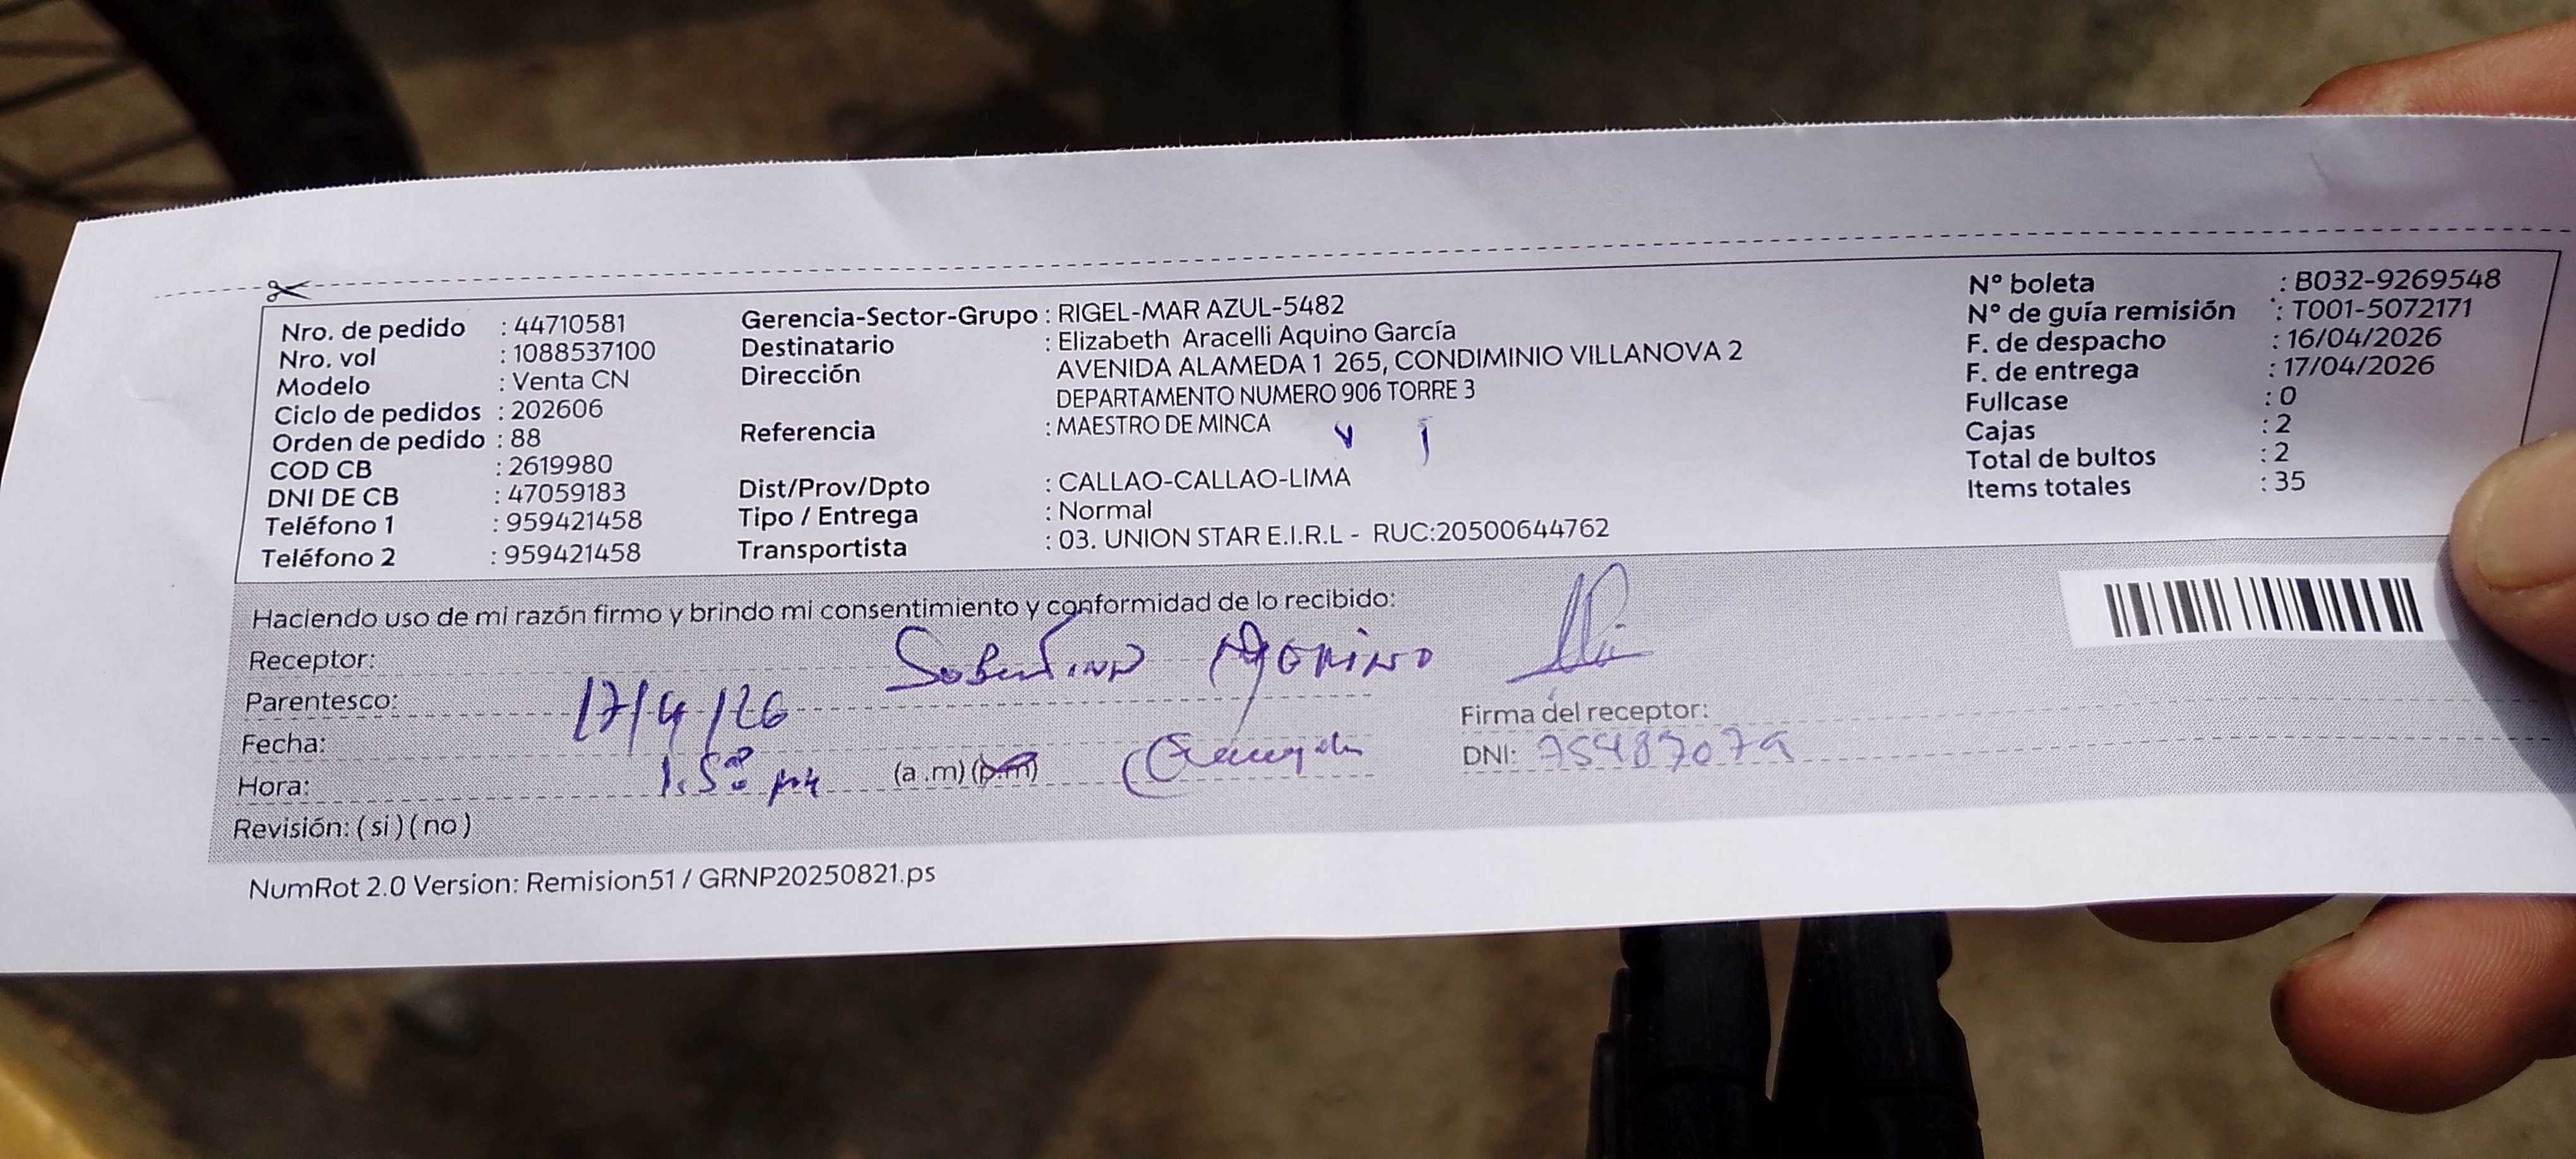 Nro. de pedido : 44710581
Nro. vol : 1088537100
Modelo : Venta CN
Ciclo de pedidos : 202606
Orden de pedido : 88
COD CB : 2619980
DNI DE CB : 47059183
Teléfono 1 : 959421458
Teléfono 2 : 959421458
Gerencia-Sector-Grupo : RIGEL-MAR AZUL-5482
Destinatario : Elizabeth Aracelli Aquino García
Dirección AVENIDA ALAMEDA 1 265, CONDIMINIO VILLANOVA 2
DEPARTAMENTO NUMERO 906 TORRE 3
Referencia : MAESTRO DE MINCA
Dist/Prov/Dpto : CALLAO-CALLAO-LIMA
Tipo / Entrega : Normal
Transportista : 03. UNION STAR E.I.R.L - RUC:20500644762
N° boleta : B032-9269548
N° de guía remisión : T001-5072171
F. de despacho : 16/04/2026
F. de entrega : 17/04/2026
Fullcase : 0
Cajas : 2
Total de bultos : 2
Items totales : 35
Haciendo uso de mi razón firmo y brindo mi consentimiento y conformidad de lo recibido:
Receptor:
Parentesco:
Fecha: 17/4/26
Hora: pm (a .m) (p.m)
Revisión: ( si ) ( no )
Firma del receptor:
DNI:
NumRot 2.0 Version: Remision51 / GRNP20250821.ps